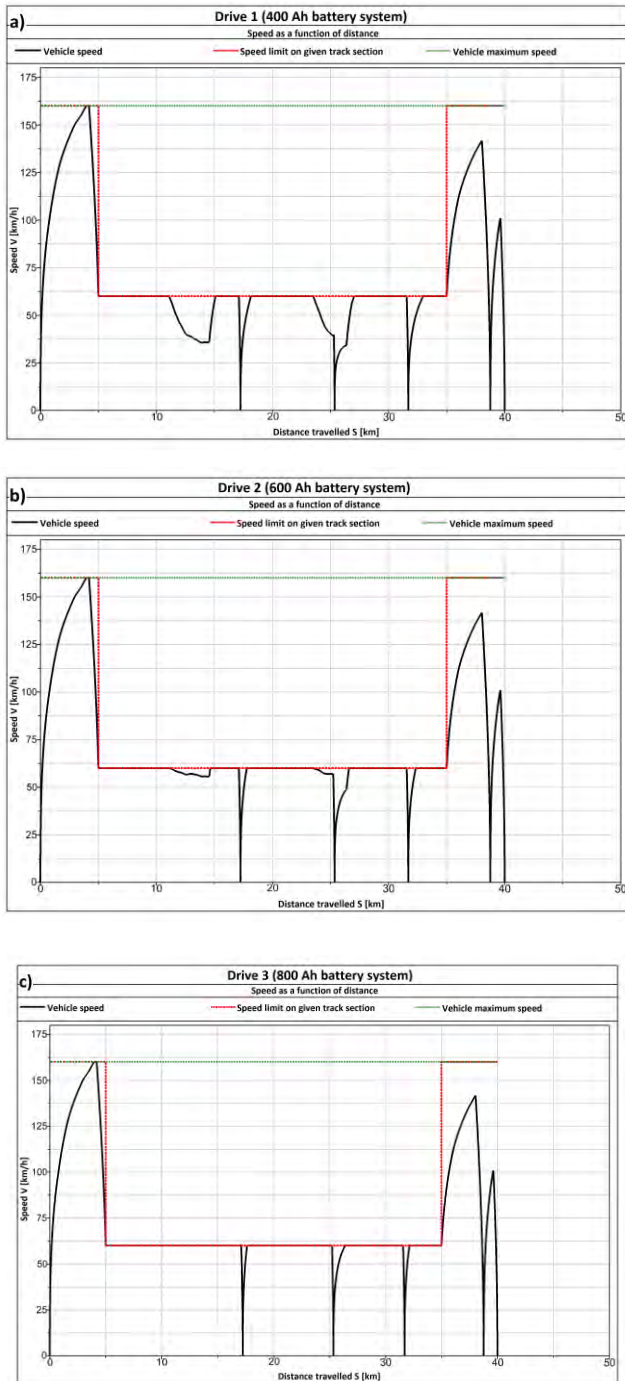 a)
Drive 1 (400 Ah battery system)
Speed as a function of distance
Vehicle speed Speed limit on given track section Vehicle maximum speed
175
150
125
100
75
50
25
0
Speed V [km/h]
0 10 20 30 40 50
Distance travelled S [km]
b)
Drive 2 (600 Ah battery system)
Speed as a function of distance
Vehicle speed Speed limit on given track section Vehicle maximum speed
175
150
125
100
75
50
25
0
Speed V [km/h]
0 10 20 30 40 50
Distance travelled S [km]
c)
Drive 3 (800 Ah battery system)
Speed as a function of distance
Vehicle speed Speed limit on given track section Vehicle maximum speed
175
150
125
100
75
50
25
0
Speed V [km/h]
0 10 20 30 40 50
Distance travelled S [km]